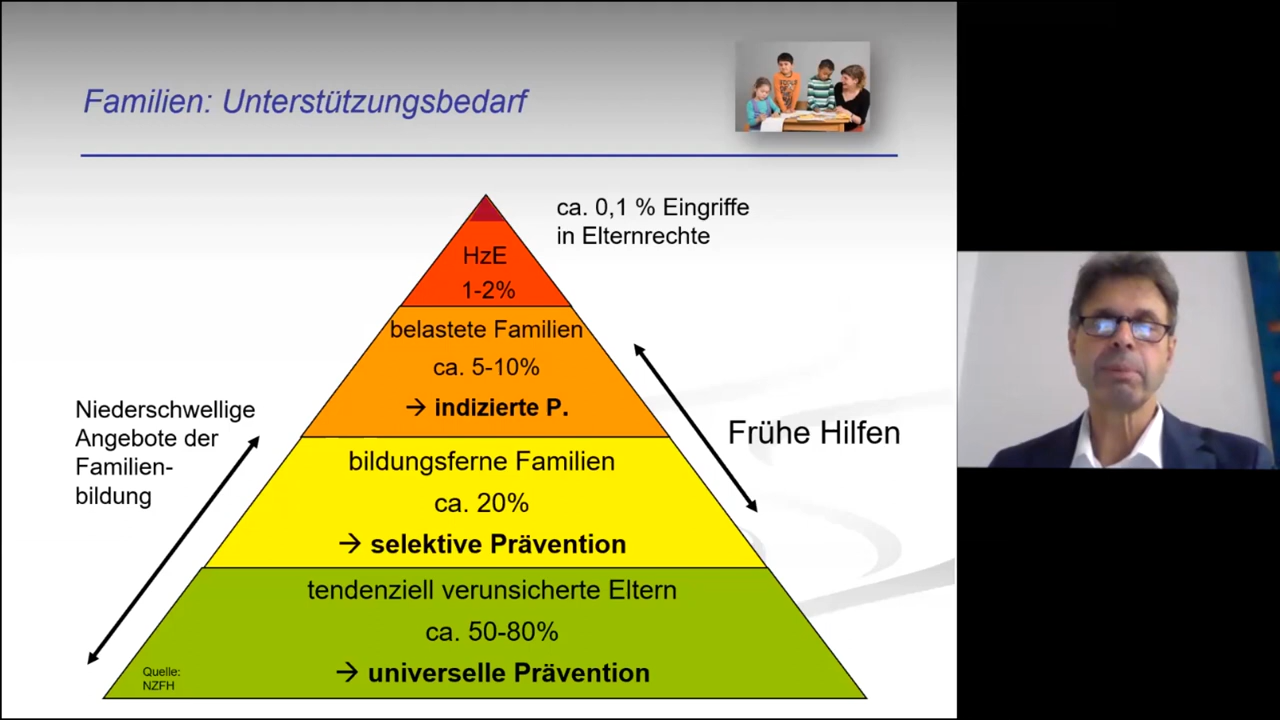 Familien: Unterstützungsbedarf
ca. 0,1 % Eingriffe
in Elternrechte
HzE
1-2%
belastete Familien
ca. 5-10%
→ indizierte P.
Niederschwellige
Angebote der
Familien-
bildung
Frühe Hilfen
bildungsferne Familien
ca. 20%
→ selektive Prävention
tendenziell verunsicherte Eltern
ca. 50-80%
→ universelle Prävention
Quelle:
NZFH